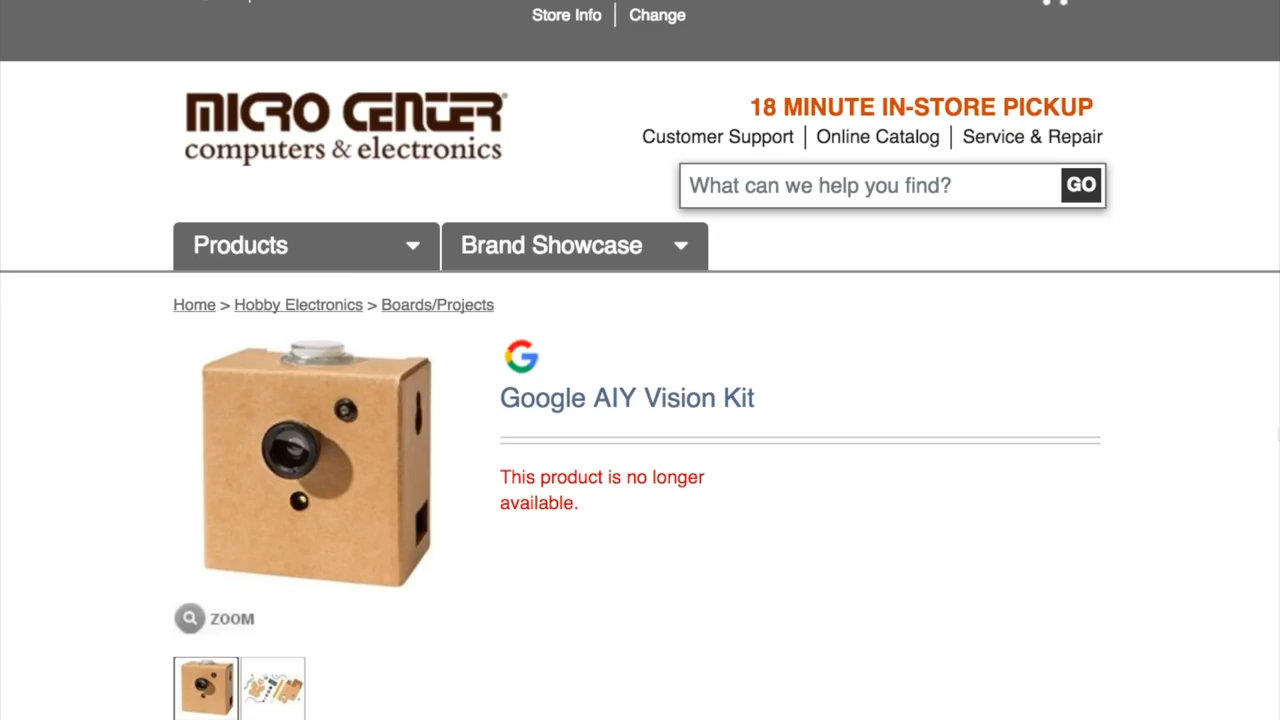 Store Info | Change
MICRO CENTER
computers & electronics
18 MINUTE IN-STORE PICKUP
Customer Support | Online Catalog | Service & Repair
What can we help you find?
GO
Products
Brand Showcase
Home > Hobby Electronics > Boards/Projects
G
Google AIY Vision Kit
This product is no longer
available.
ZOOM